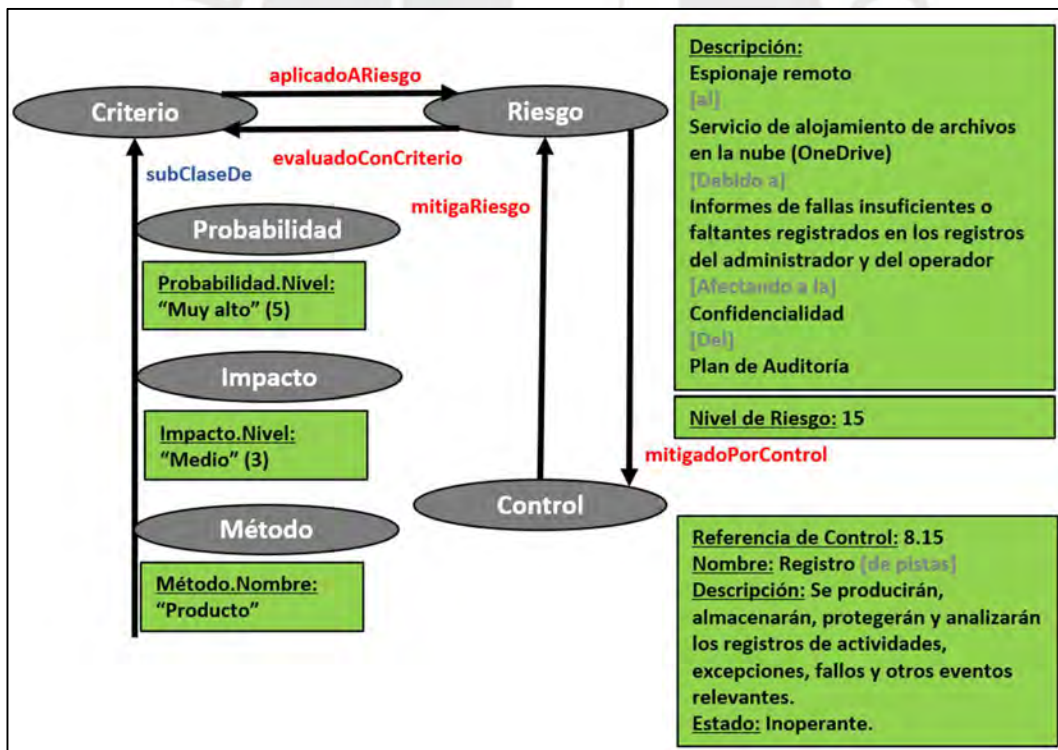 aplicadoARiesgo
Criterio
Riesgo
evaluadoConCriterio
subClaseDe
mitigaRiesgo
Probabilidad
Probabilidad.Nivel:
“Muy alto” (5)
Impacto
Impacto.Nivel:
“Medio” (3)
Método
Método.Nombre:
“Producto”
mitigadoPorControl
Control
Descripción:
Espionaje remoto
[al]
Servicio de alojamiento de archivos
en la nube (OneDrive)
[Debido a]
Informes de fallas insuficientes o
faltantes registrados en los registros
del administrador y del operador
[Afectando a la]
Confidencialidad
[Del]
Plan de Auditoría
Nivel de Riesgo: 15
Referencia de Control: 8.15
Nombre: Registro [de pistas]
Descripción: Se producirán,
almacenarán, protegerán y analizarán
los registros de actividades,
excepciones, fallos y otros eventos
relevantes.
Estado: Inoperante.